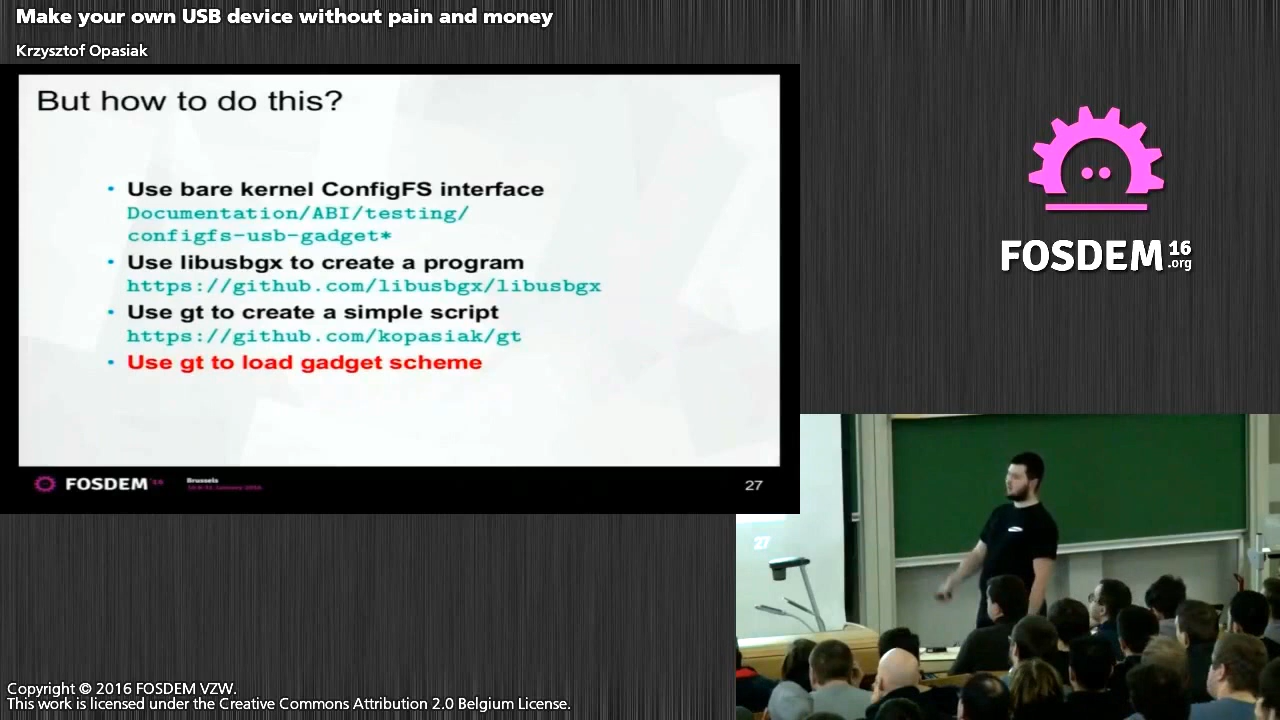 Make your own USB device without pain and money
Krzysztof Opasiak
But how to do this?
• Use bare kernel ConfigFS interface
Documentation/ABI/testing/
configfs-usb-gadget*
• Use libusbgx to create a program
https://github.com/libusbgx/libusbgx
• Use gt to create a simple script
https://github.com/kopasiak/gt
• Use gt to load gadget scheme
FOSDEM'16
Brussels
27
FOSDEM 16
.org
27
Copyright © 2016 FOSDEM VZW.
This work is licensed under the Creative Commons Attribution 2.0 Belgium License.